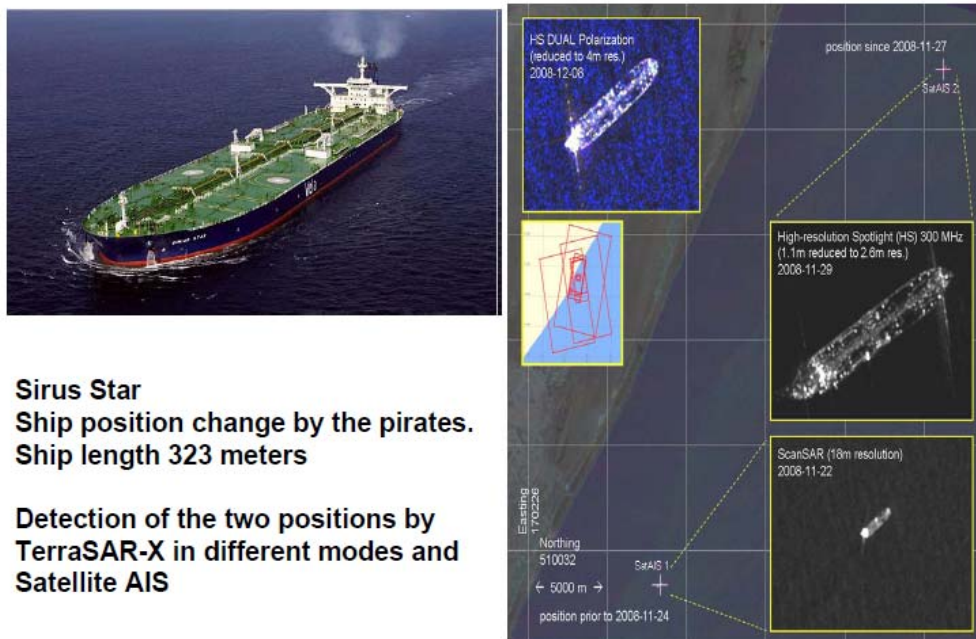 Vela
SIRIUS STAR
Sirus Star
Ship position change by the pirates.
Ship length 323 meters
Detection of the two positions by
TerraSAR-X in different modes and
Satellite AIS
HS DUAL Polarization
(reduced to 4m res.)
2008-12-08
position since 2008-11-27
SatAIS 2
High-resolution Spotlight (HS) 300 MHz
(1.1m reduced to 2.6m res.)
2008-11-29
ScanSAR (18m resolution)
2008-11-22
Easting
170226
Northing
510032
SatAIS 1
5000 m
position prior to 2008-11-24